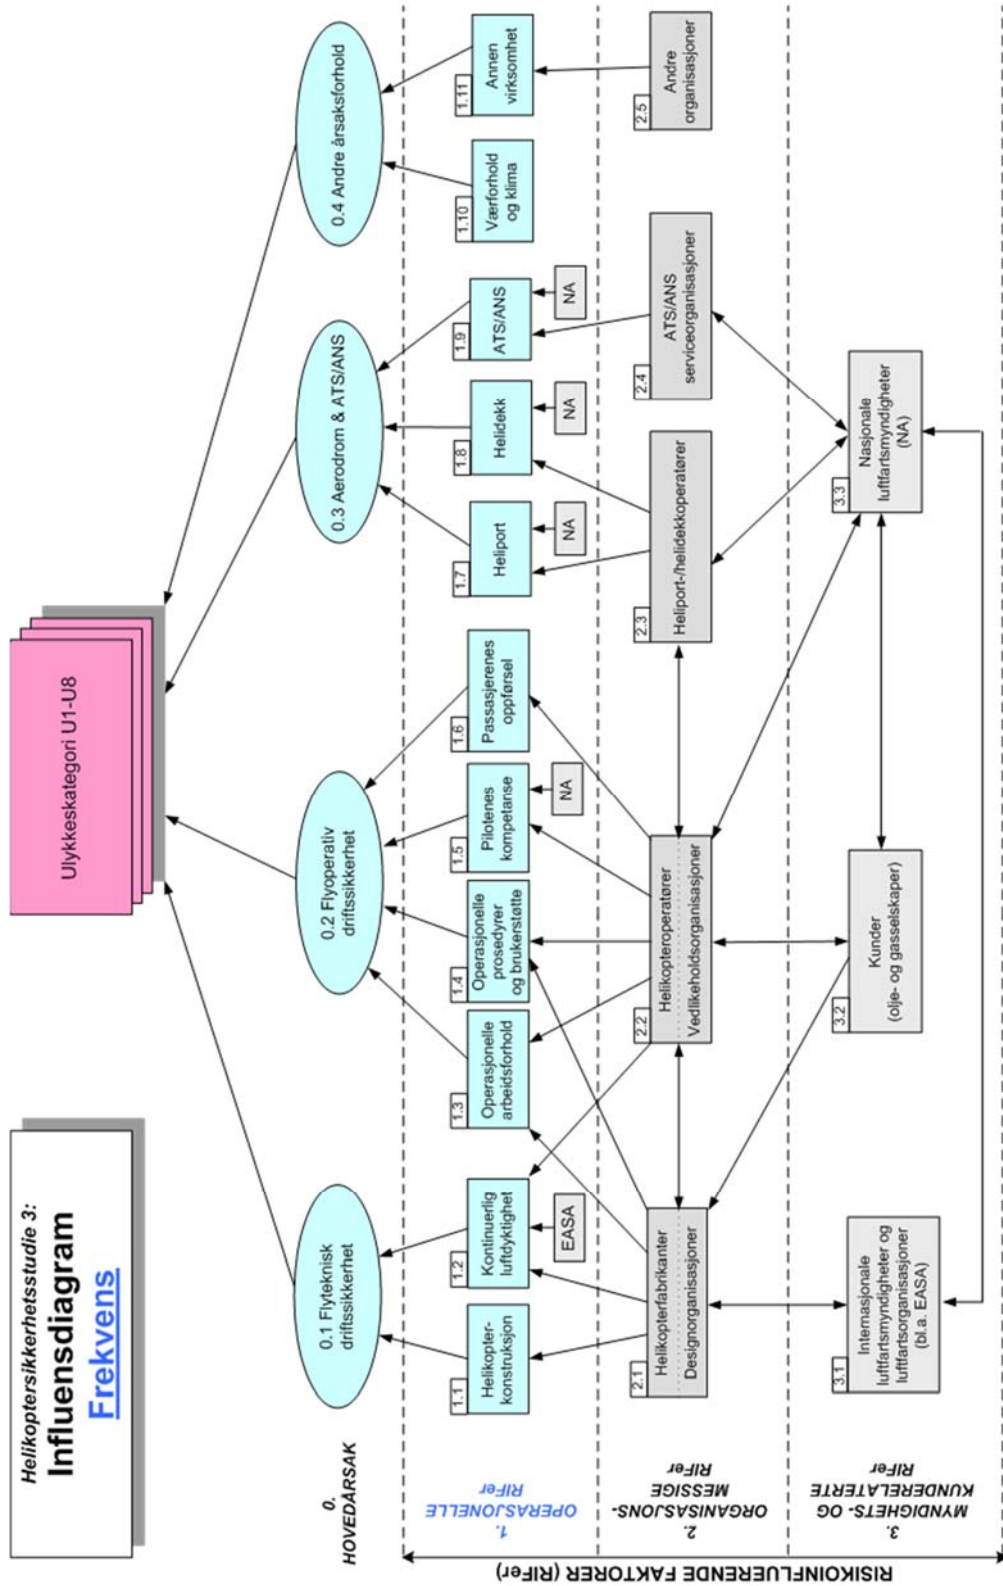 Helikoptersikkerhetsstudie 3:
Influensdiagram
Frekvens
Ulykkeskategori U1-U8
0.
HOVEDÅRSAK
0.1 Flyteknisk
driftssikkerhet
0.2 Flyoperativ
driftssikkerhet
0.3 Aerodrom & ATS/ANS
0.4 Andre årsaksforhold
RISIKOINFLUERENDE FAKTORER (RIFer)
1.
OPERASJONELLE
RIFer
1.1
Helikopter-
konstruksjon
1.2
Kontinuerlig
luftdyktighet
EASA
1.3
Operasjonelle
arbeidsforhold
1.4
Operasjonelle
prosedyrer
og brukerstøtte
1.5
Pilotenes
kompetanse
NA
1.6
Passasjerenes
oppførsel
1.7
Heliport
NA
1.8
Helidekk
NA
1.9
ATS/ANS
NA
1.10
Værforhold
og klima
1.11
Annen
virksomhet
2.
ORGANISASJONS-
MESSIGE
RIFer
2.1
Helikopterfabrikanter
Designorganisasjoner
2.2
Helikopteroperatører
Vedlikeholdsorganisasjoner
2.3
Heliport-/helidekkoperatører
2.4
ATS/ANS
serviceorganisasjoner
2.5
Andre
organisasjoner
3.
MYNDIGHETS- OG
KUNDERELATERTE
RIFer
3.1
Internasjonale
luftfartsmyndigheter og
luftfartsorganisasjoner
(bl.a. EASA)
3.2
Kunder
(olje- og gasselskaper)
3.3
Nasjonale
luftfartsmyndigheter
(NA)